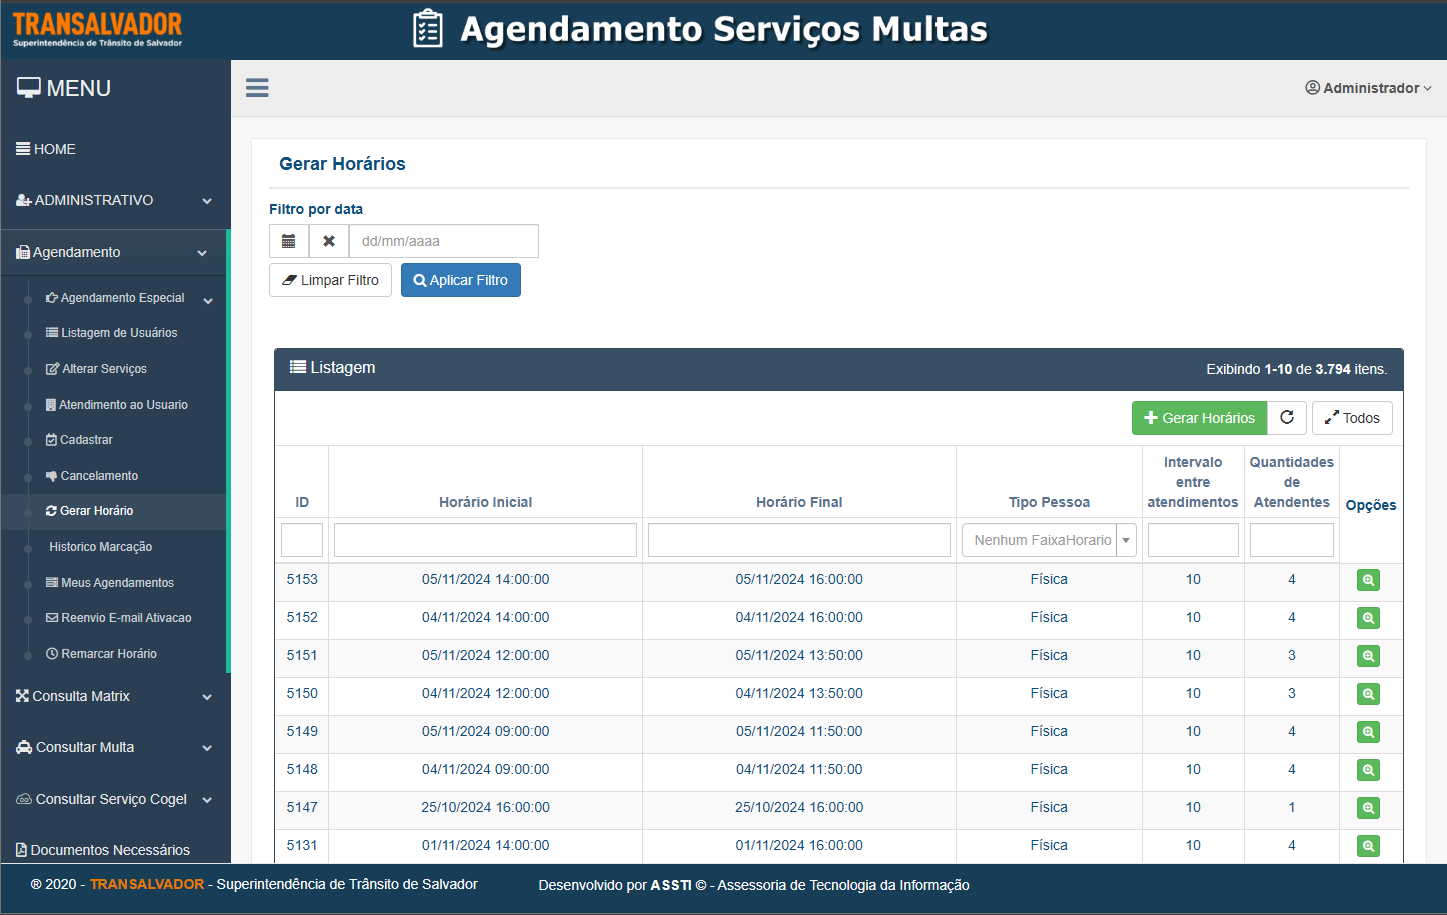 TRANSALVADOR
Superintendência de Trânsito de Salvador
Agendamento Serviços Multas
MENU
Administrador
HOME
ADMINISTRATIVO
Agendamento
Agendamento Especial
Listagem de Usuários
Alterar Serviços
Atendimento ao Usuario
Cadastrar
Cancelamento
Gerar Horário
Historico Marcação
Meus Agendamentos
Reenvio E-mail Ativacao
Remarcar Horário
Consulta Matrix
Consultar Multa
Consultar Serviço Cogel
Documentos Necessários
Gerar Horários
Filtro por data
dd/mm/aaaa
Limpar Filtro Aplicar Filtro
Listagem Exibindo 1-10 de 3.794 itens.
Gerar Horários Todos
ID Horário Inicial Horário Final Tipo Pessoa Intervalo entre atendimentos Quantidades de Atendentes Opções
Nenhum FaixaHorario
5153 05/11/2024 14:00:00 05/11/2024 16:00:00 Física 10 4
5152 04/11/2024 14:00:00 04/11/2024 16:00:00 Física 10 4
5151 05/11/2024 12:00:00 05/11/2024 13:50:00 Física 10 3
5150 04/11/2024 12:00:00 04/11/2024 13:50:00 Física 10 3
5149 05/11/2024 09:00:00 05/11/2024 11:50:00 Física 10 4
5148 04/11/2024 09:00:00 04/11/2024 11:50:00 Física 10 4
5147 25/10/2024 16:00:00 25/10/2024 16:00:00 Física 10 1
5131 01/11/2024 14:00:00 01/11/2024 16:00:00 Física 10 4
® 2020 - TRANSALVADOR - Superintendência de Trânsito de Salvador
Desenvolvido por ASSTI © - Assessoria de Tecnologia da Informação